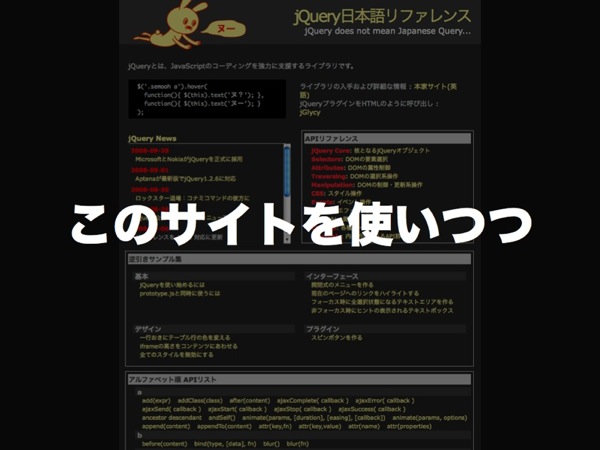 ヌー
jQuery日本語リファレンス
jQuery does not mean Japanese Query...
jQueryとは、JavaScriptのコーディングを強力に支援するライブラリです。
$('.semooh a').hover(
function(){ $(this).text('ヌ？'); },
function(){ $(this).text('ヌー'); }
);
ライブラリの入手および詳細な情報 : 本家サイト(英
語)
jQueryプラグインをHTMLのように呼び出し :
jGlycy
jQuery News
2008-09-28
MicrosoftとNokiaがjQueryを正式に採用
Aptanaが最新版でjQuery1.2.6に対応
ロックスター道場：コナミコマンドの使方に
APIリファレンス
jQuery Core: 核となるjQueryオブジェクト
Selectors: DOMの要素選択
Attributes: DOMの属性制御
Traversing: DOMの選択系操作
Manipulation: DOMの制御・更新系操作
CSS: スタイル操作
このサイトを使いつつ
逆引きサンプル集
基本
jQueryを使い始めるには
prototype.jsと同時に使うには
インターフェース
開閉式のメニューを作る
現在のページへのリンクをハイライトする
フォーカス時に全選択状態になるテキストエリアを作る
非フォーカス時にヒントの表示されるテキストボックス
デザイン
一行おきにテーブル行の色を変える
iframeの高さをコンテンツにあわせる
全てのスタイルを無効にする
プラグイン
スピンボタンを作る
アルファベット順 APIリスト
a
add(expr) addClass(class) after(content) ajaxComplete( callback ) ajaxError( callback )
ajaxSend( callback ) ajaxStart( callback ) ajaxStop( callback ) ajaxSuccess( callback )
ancestor descendant andSelf() animate(params, [duration], [easing], [callback]) animate(params, options)
append(content) appendTo(content) attr(key,fn) attr(key,value) attr(name) attr(properties)
b
before(content) bind(type, [data], fn) blur() blur(fn)